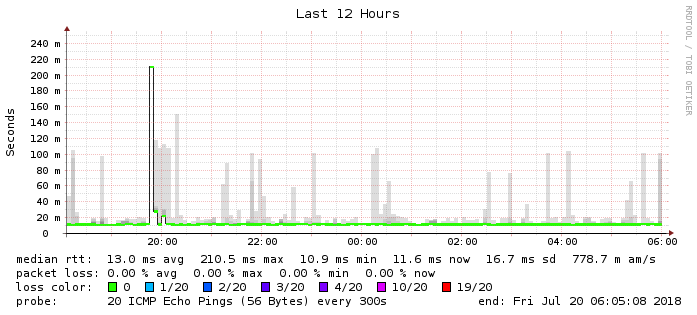 Last 12 Hours
RRDTOOL / TOBI OETIKER
Seconds
240 m
220 m
200 m
180 m
160 m
140 m
120 m
100 m
80 m
60 m
40 m
20 m
0
20:00 22:00 00:00 02:00 04:00 06:00
median rtt: 13.0 ms avg 210.5 ms max 10.9 ms min 11.6 ms now 16.7 ms sd 778.7 m am/s
packet loss: 0.00 % avg 0.00 % max 0.00 % min 0.00 % now
loss color: 0 1/20 2/20 3/20 4/20 10/20 19/20
probe: 20 ICMP Echo Pings (56 Bytes) every 300s end: Fri Jul 20 06:05:08 2018